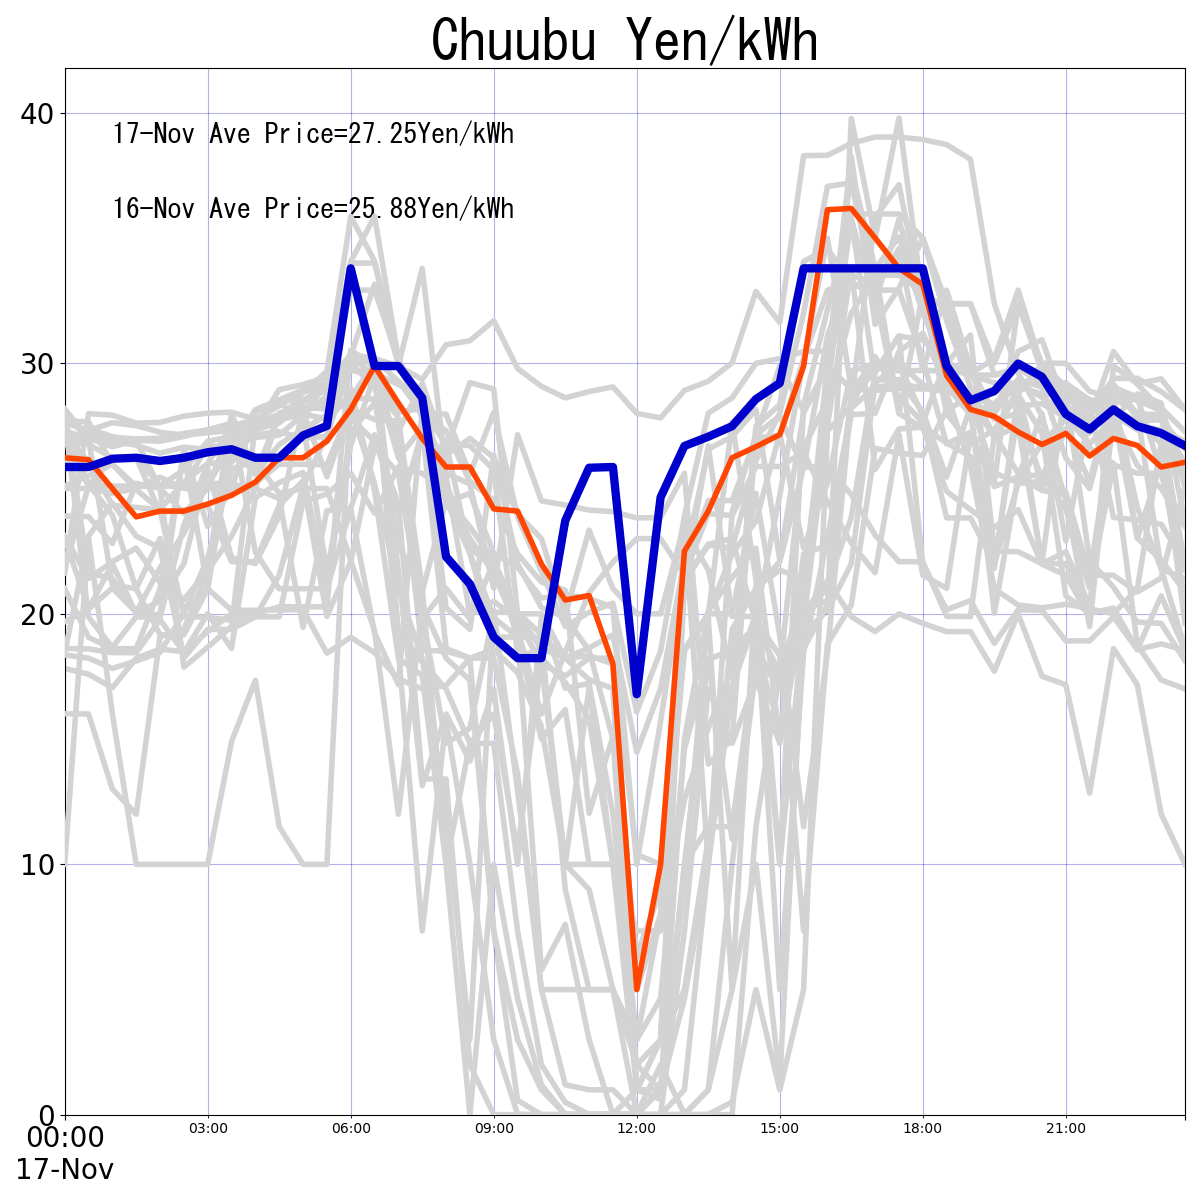 Chuubu Yen/kWh
40
17-Nov Ave Price=27.25Yen/kWh
16-Nov Ave Price=25.88Yen/kWh
30
20
10
0
00:00 03:00 06:00 09:00 12:00 15:00 18:00 21:00
17-Nov